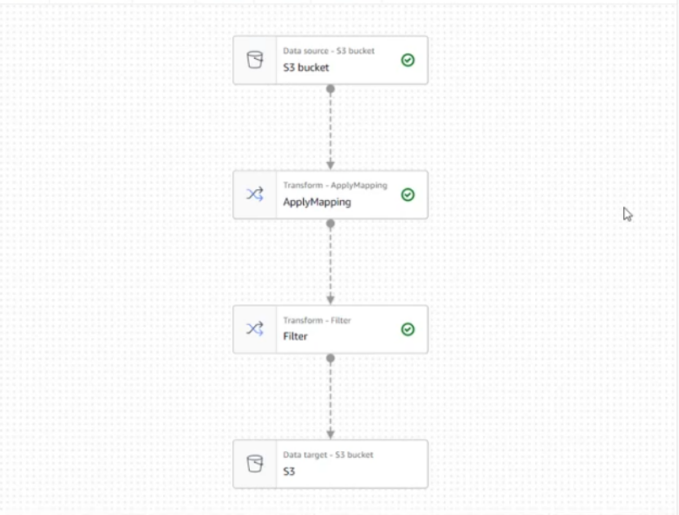 Data source - S3 bucket
S3 bucket
Transform - ApplyMapping
ApplyMapping
Transform - Filter
Filter
Data target - S3 bucket
S3